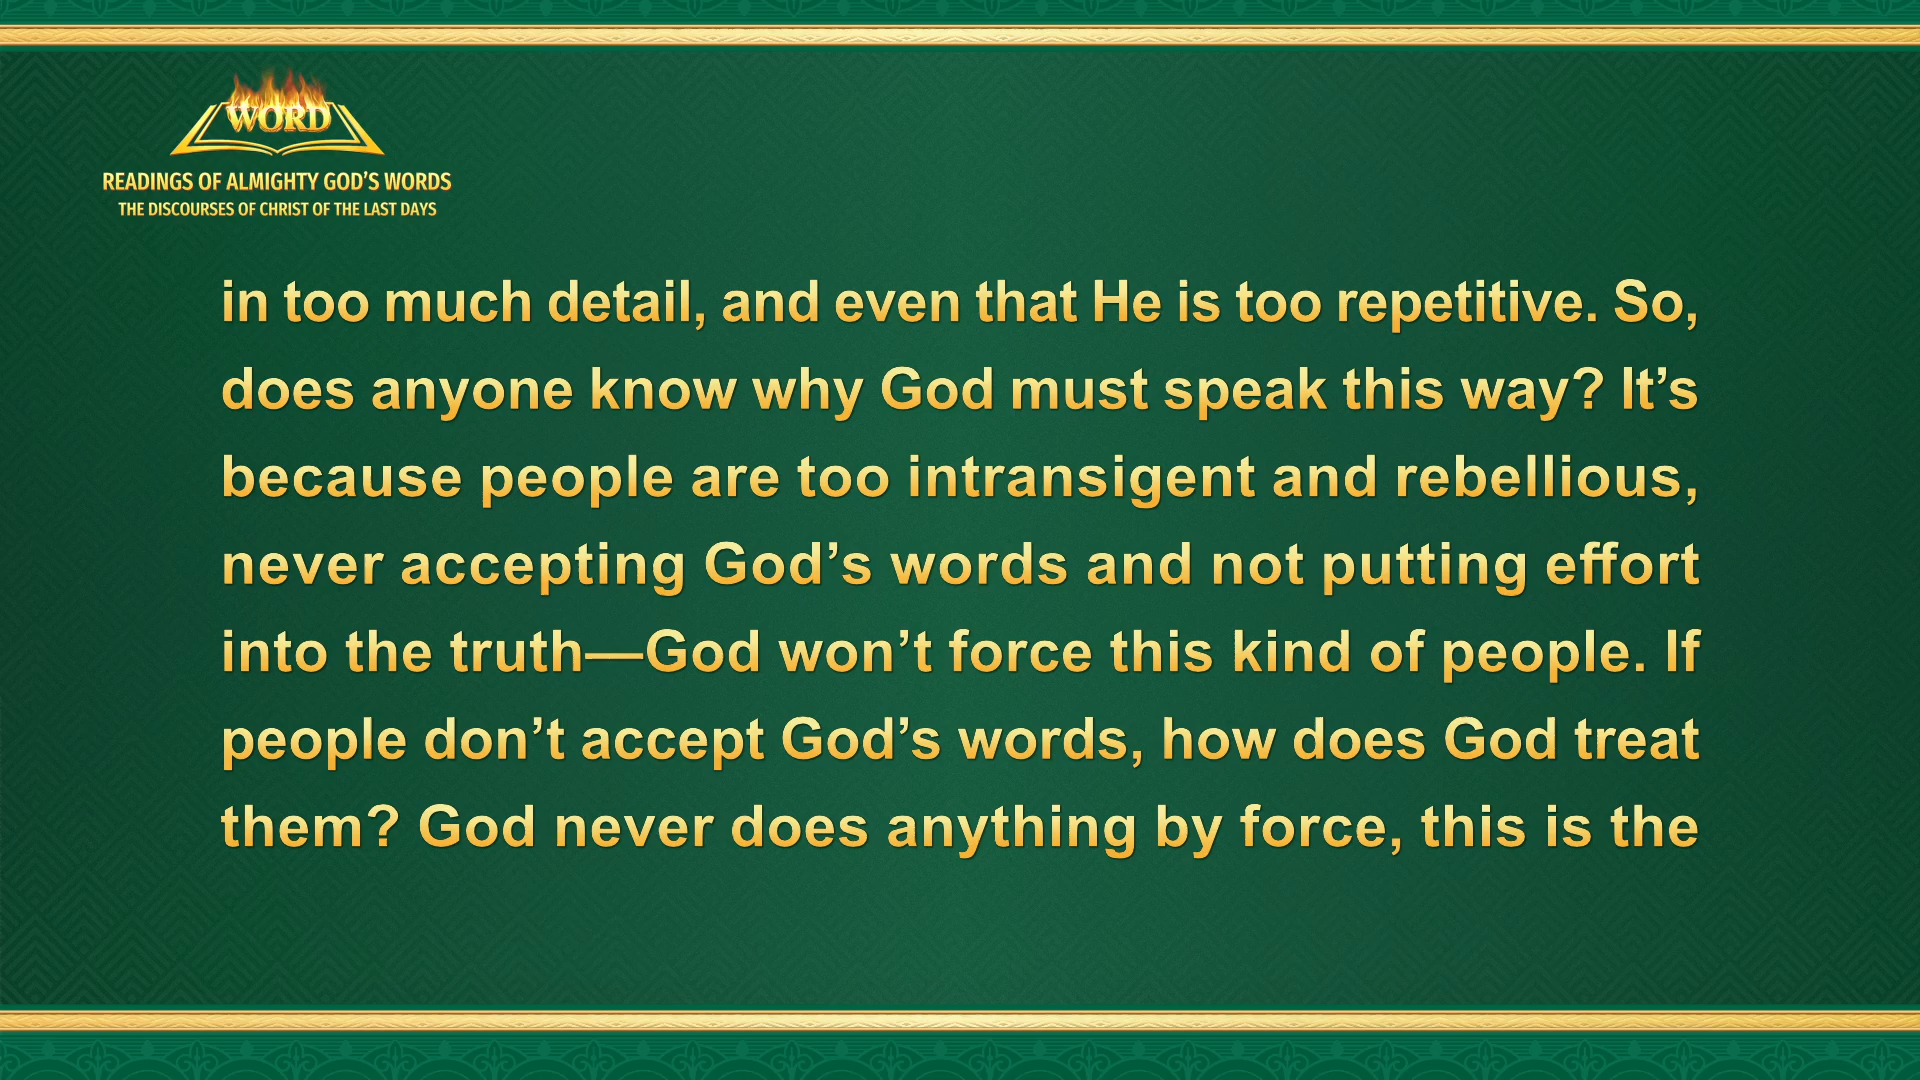 WORD
READINGS OF ALMIGHTY GOD’S WORDS
THE DISCOURSES OF CHRIST OF THE LAST DAYS
in too much detail, and even that He is too repetitive. So,
does anyone know why God must speak this way? It’s
because people are too intransigent and rebellious,
never accepting God’s words and not putting effort
into the truth—God won’t force this kind of people. If
people don’t accept God’s words, how does God treat
them? God never does anything by force, this is the